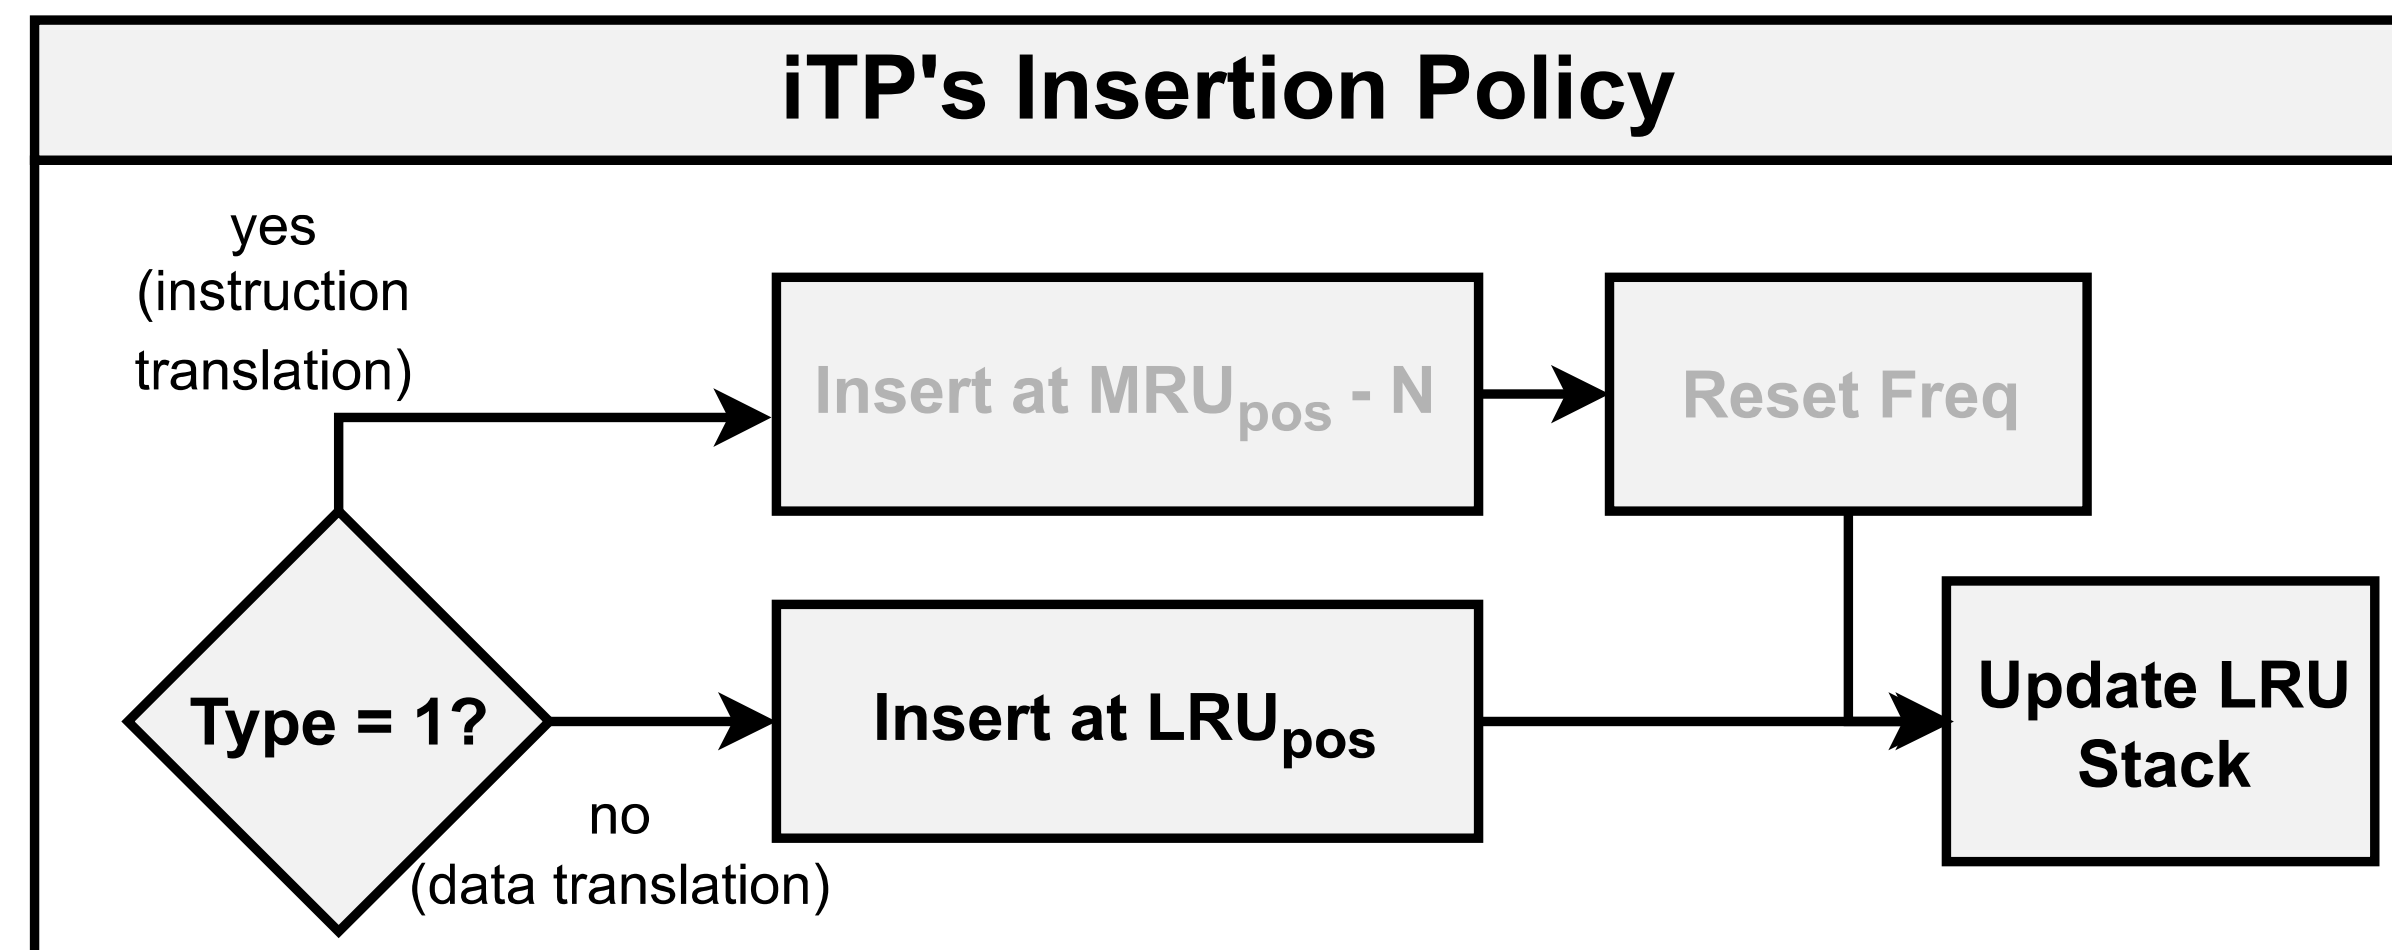 iTP's Insertion Policy
yes
(instruction
translation)
Insert at MRUpos - N
Reset Freq
Type = 1?
Insert at LRUpos
Update LRU
Stack
no
(data translation)